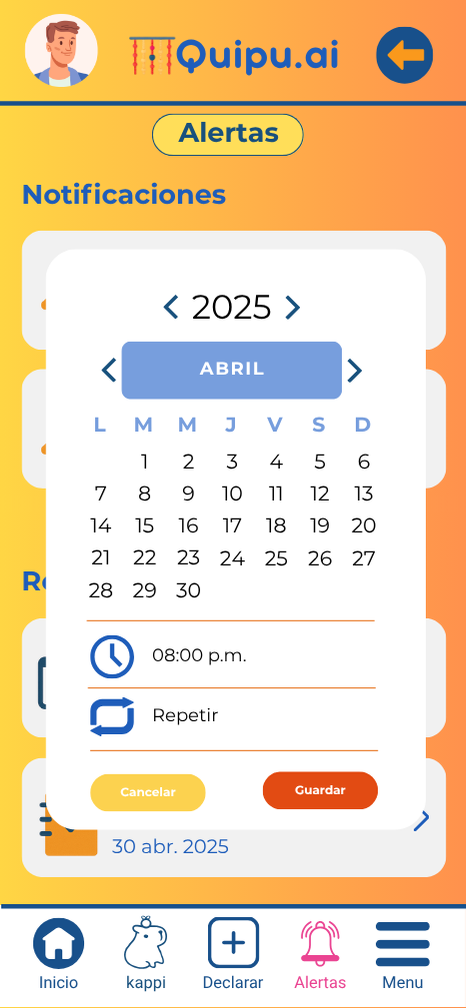 Quipu.ai
Alertas
Notificaciones
2025
ABRIL
L M M J V S D
1 2 3 4 5 6
7 8 9 10 11 12 13
14 15 16 17 18 19 20
21 22 23 24 25 26 27
28 29 30
08:00 p.m.
Repetir
Cancelar Guardar
30 abr. 2025
Inicio kappi Declarar Alertas Menu